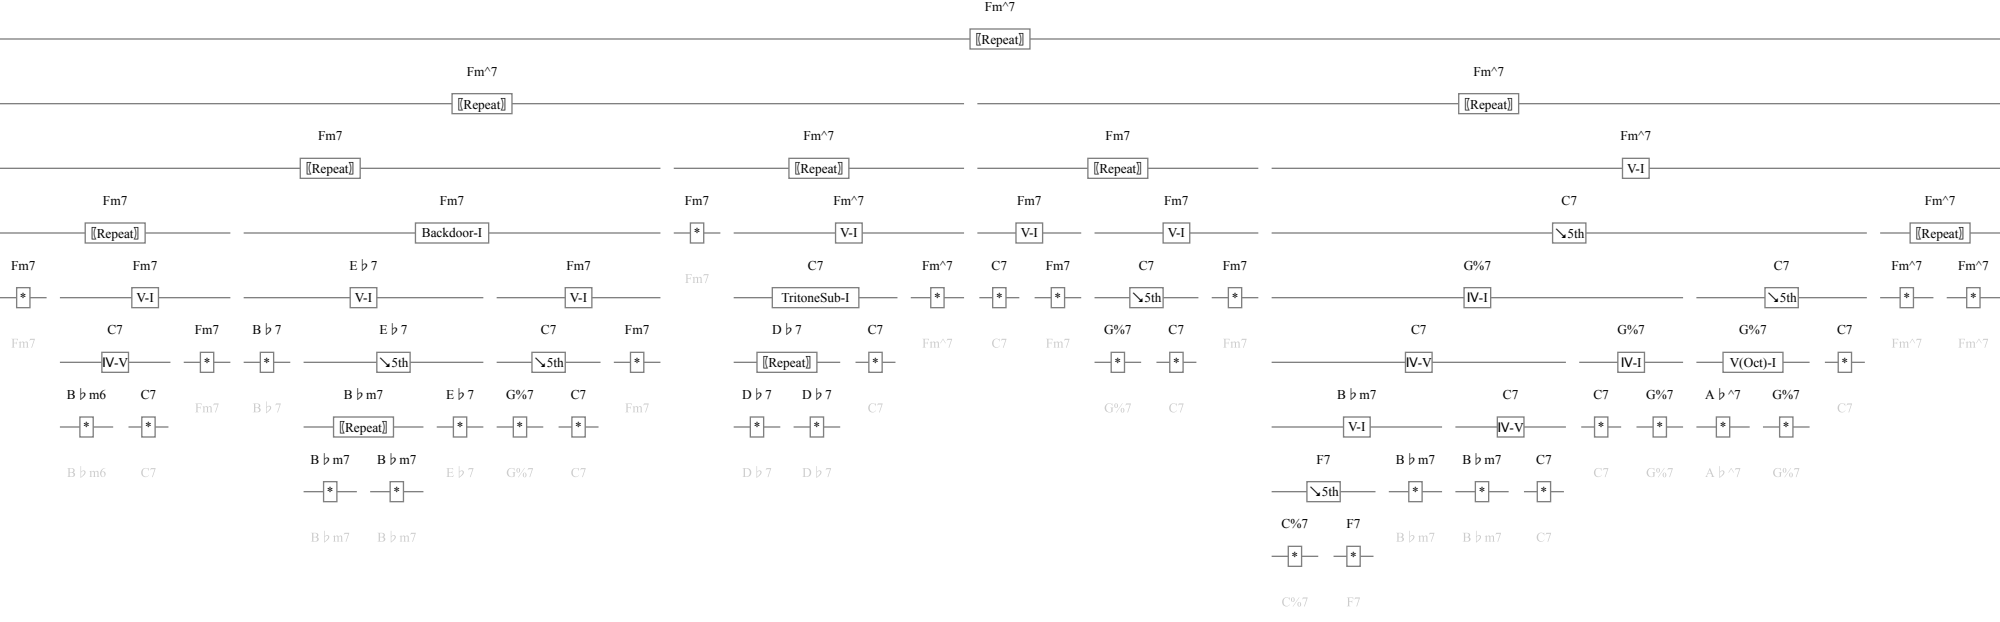 Fm^7
⟦Repeat⟧
Fm^7 Fm^7
⟦Repeat⟧ ⟦Repeat⟧
Fm7 Fm^7 Fm7 Fm^7
⟦Repeat⟧ ⟦Repeat⟧ ⟦Repeat⟧ V-I
Fm7 Fm7 Fm7 Fm^7 Fm7 Fm7 C7 Fm^7
⟦Repeat⟧ Backdoor-I * V-I V-I V-I ↘5th ⟦Repeat⟧
Fm7 Fm7 E♭7 Fm7 Fm7 C7 Fm^7 C7 Fm7 C7 Fm7 G%7 C7 Fm^7 Fm^7
* V-I V-I V-I TritoneSub-I * * * ↘5th * Ⅳ-I ↘5th * *
Fm7 C7 Fm7 B♭7 E♭7 C7 Fm7 D♭7 C7 Fm^7 C7 Fm7 G%7 C7 Fm7 C7 G%7 G%7 C7 Fm^7 Fm^7
Ⅳ-V * * ↘5th ↘5th * ⟦Repeat⟧ * * * Ⅳ-V Ⅳ-I V(Oct)-I *
B♭m6 C7 Fm7 B♭7 B♭m7 E♭7 G%7 C7 Fm7 D♭7 D♭7 C7 G%7 C7 B♭m7 C7 C7 G%7 A♭^7 G%7 C7
* * ⟦Repeat⟧ * * * * * V-I Ⅳ-V * * * *
B♭m6 C7 B♭m7 B♭m7 E♭7 G%7 C7 D♭7 D♭7 F7 B♭m7 B♭m7 C7 C7 G%7 A♭^7 G%7
* * ↘5th * * *
B♭m7 B♭m7 C%7 F7 B♭m7 B♭m7 C7
* *
C%7 F7